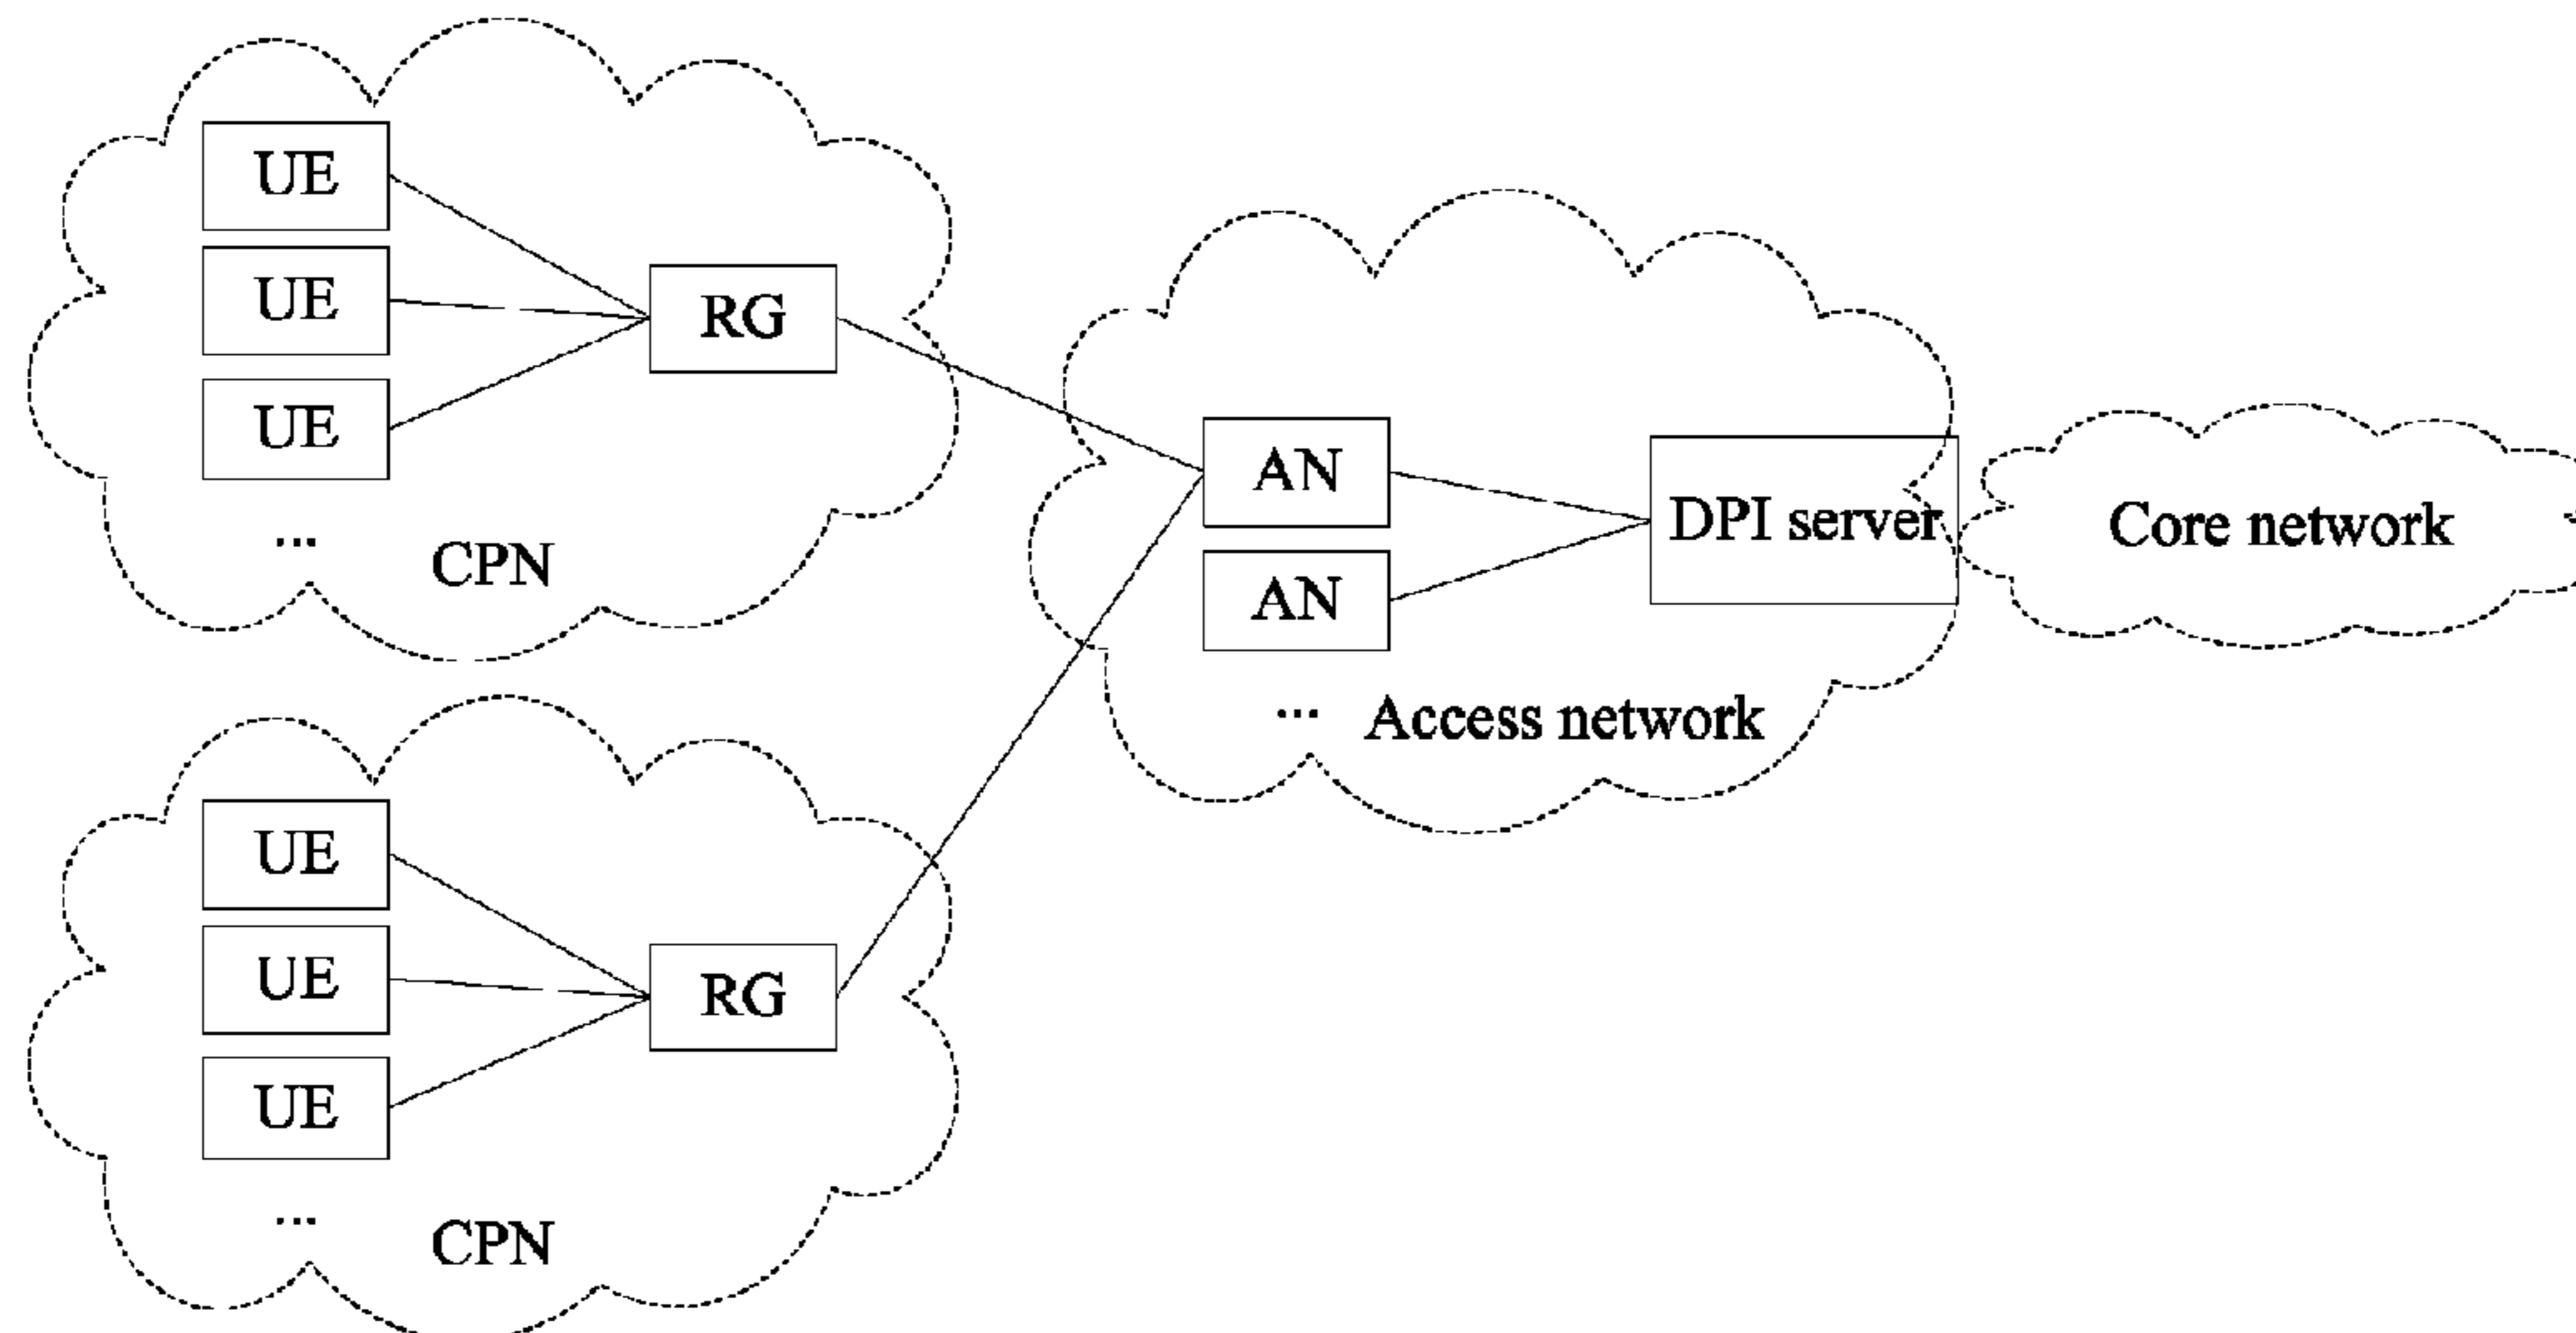 UE
UE
UE
RG
...
CPN
AN
AN
DPI server
Core network
... Access network
UE
UE
UE
RG
...
CPN